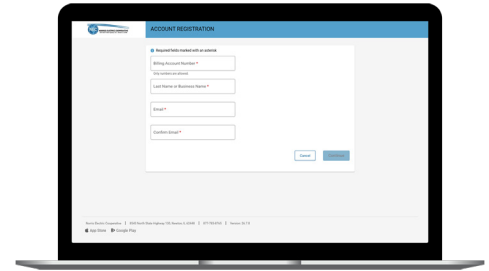 ACCOUNT REGISTRATION
Required fields marked with an asterisk
Billing Account Number *
Only numbers are allowed
Last Name or Business Name *
Email *
Confirm Email *
Cancel
App Store
Google Play